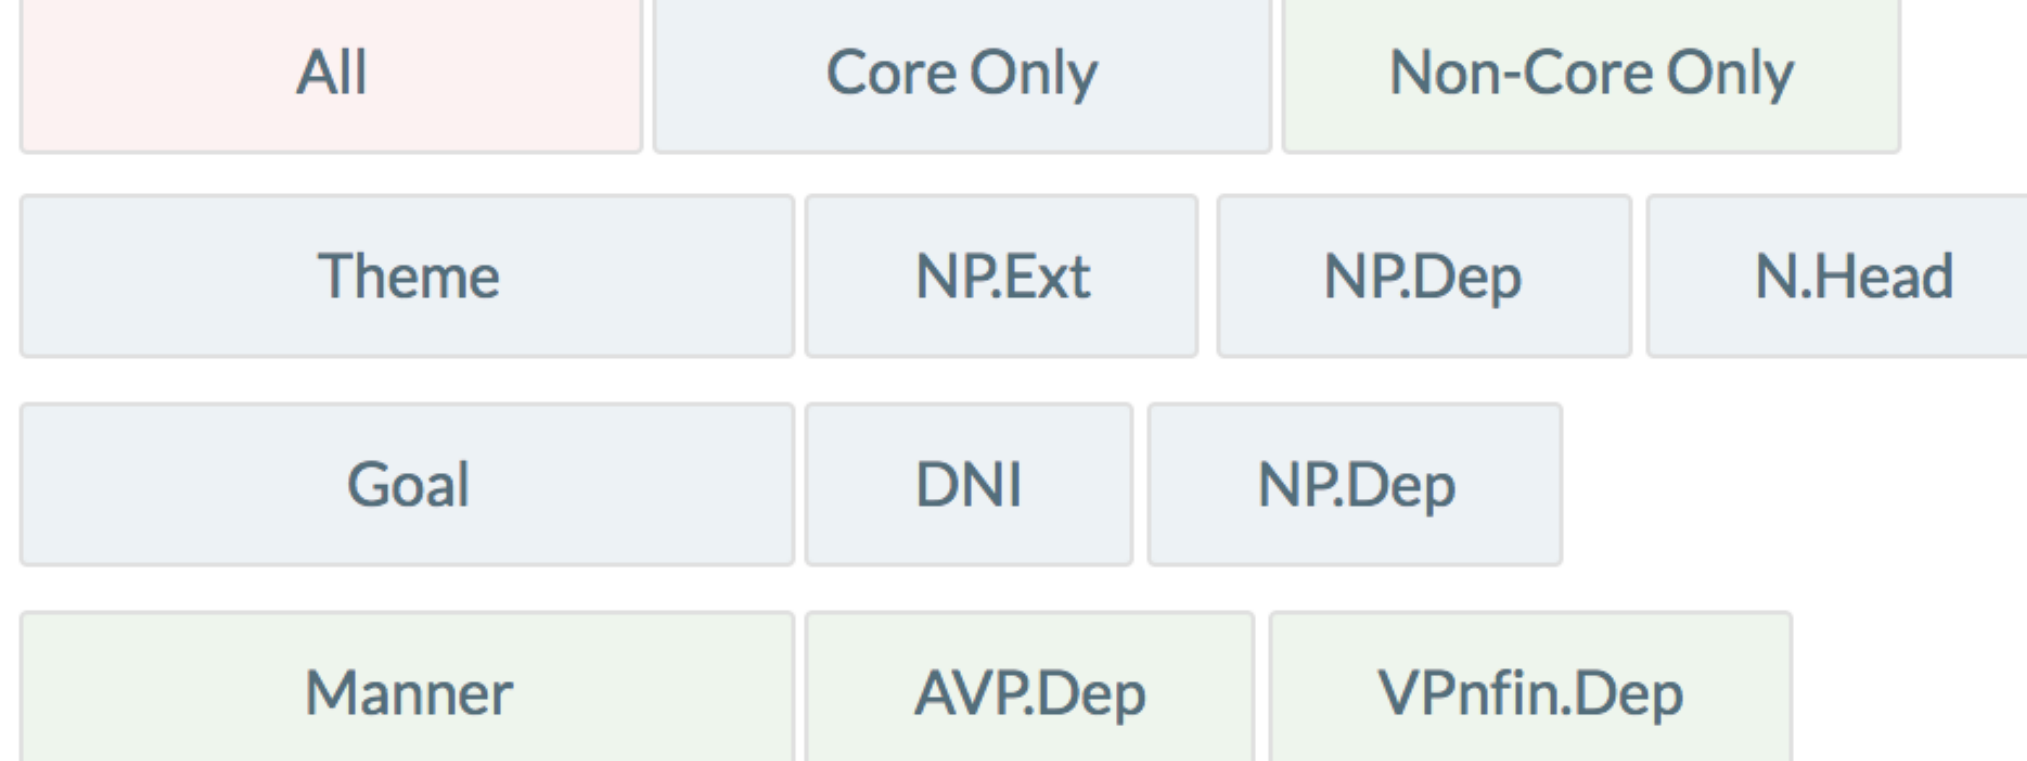 All Core Only Non-Core Only
Theme NP.Ext NP.Dep N.Head
Goal DNI NP.Dep
Manner AVP.Dep VPnfin.Dep